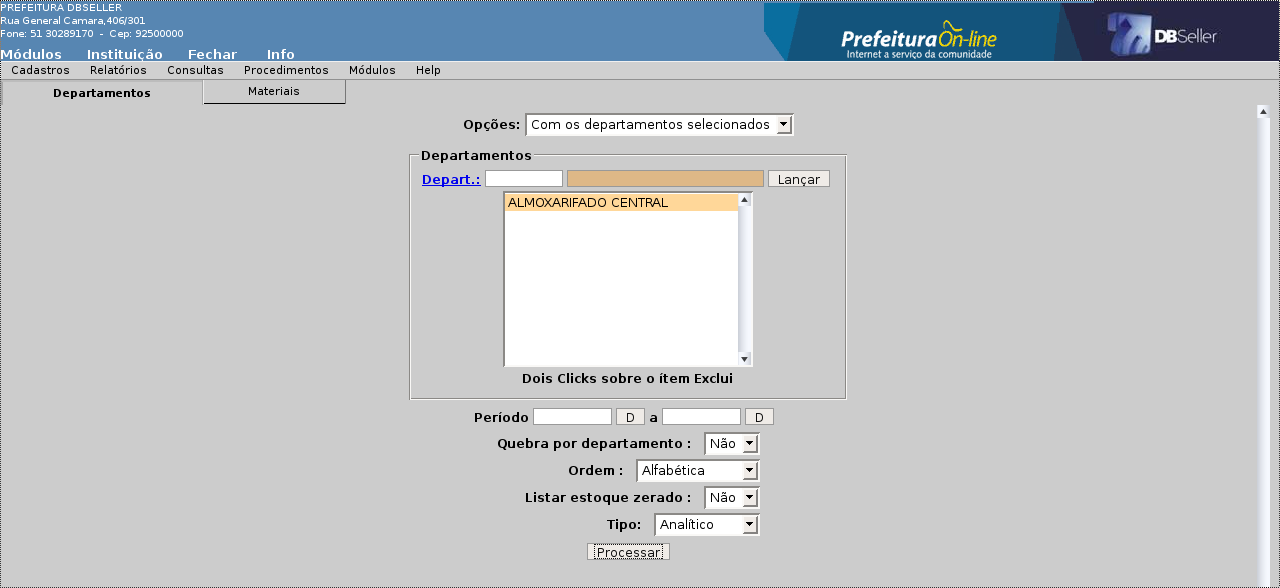 PREFEITURA DBSELLER
Rua General Camara,406/301
Fone: 51 30289170 - Cep: 92500000
Prefeitura On-line
Internet a serviço da comunidade
DBSeller
Módulos Instituição Fechar Info
Cadastros Relatórios Consultas Procedimentos Módulos Help
Departamentos Materiais
Opções: Com os departamentos selecionados
Departamentos
Depart.: Lançar
ALMOXARIFADO CENTRAL
Dois Clicks sobre o ítem Exclui
Período D a D
Quebra por departamento : Não
Ordem : Alfabética
Listar estoque zerado : Não
Tipo: Analítico
Processar